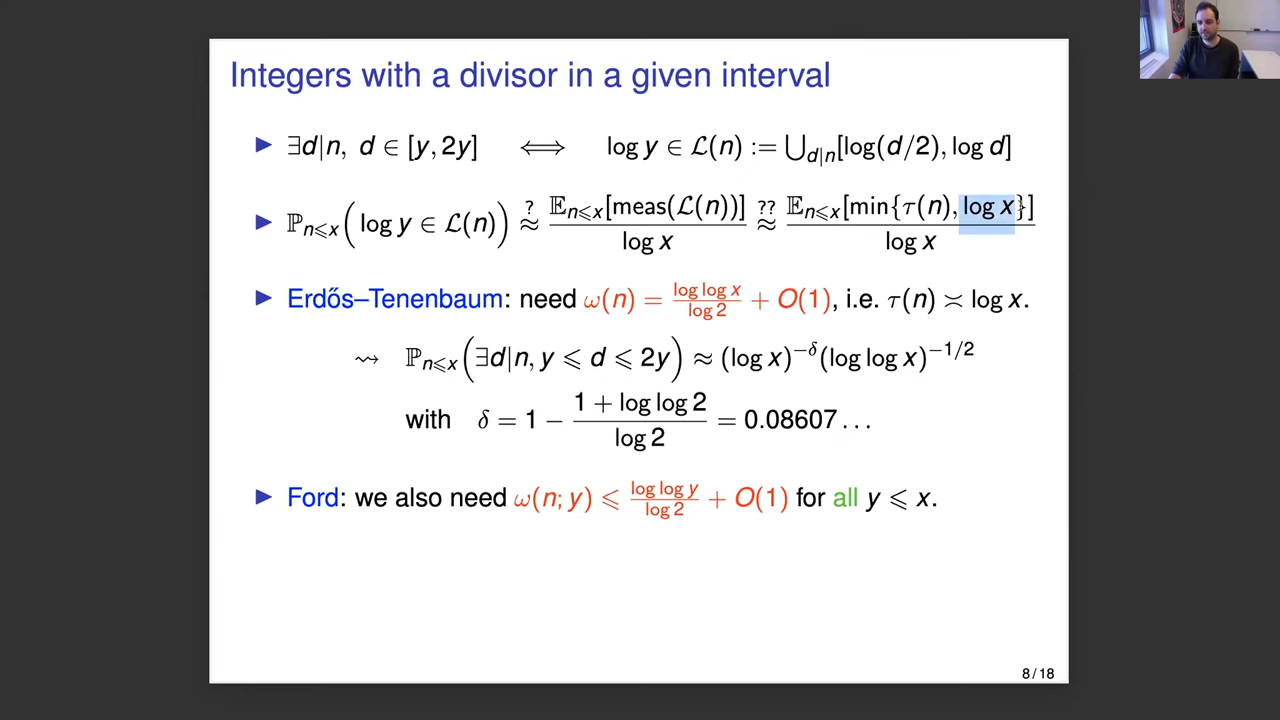 Integers with a divisor in a given interval
▶ ∃d|n, d ∈ [y, 2y] ⟺ log y ∈ ℒ(n) := ⋃_{d|n}[log(d/2), log d]
▶ ℙ_{n⩽x}(log y ∈ ℒ(n)) ≈^{?} 𝔼_{n⩽x}[meas(ℒ(n))] / log x ≈^{??} 𝔼_{n⩽x}[min{τ(n), log x}] / log x
▶ Erdős–Tenenbaum: need ω(n) = log log x / log 2 + O(1), i.e. τ(n) ≍ log x.
⇝ ℙ_{n⩽x}(∃d|n, y ⩽ d ⩽ 2y) ≈ (log x)^{−δ}(log log x)^{−1/2}
with δ = 1 − (1 + log log 2) / log 2 = 0.08607…
▶ Ford: we also need ω(n; y) ⩽ log log y / log 2 + O(1) for all y ⩽ x.
8 / 18